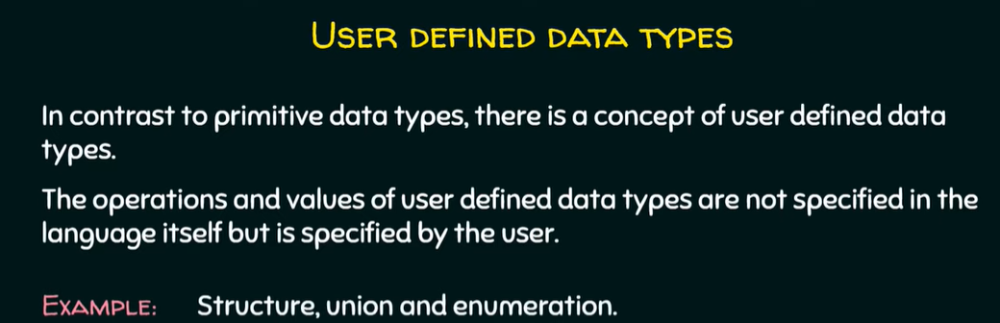 User defined data types
In contrast to primitive data types, there is a concept of user defined data
types.
The operations and values of user defined data types are not specified in the
language itself but is specified by the user.
Example: Structure, union and enumeration.